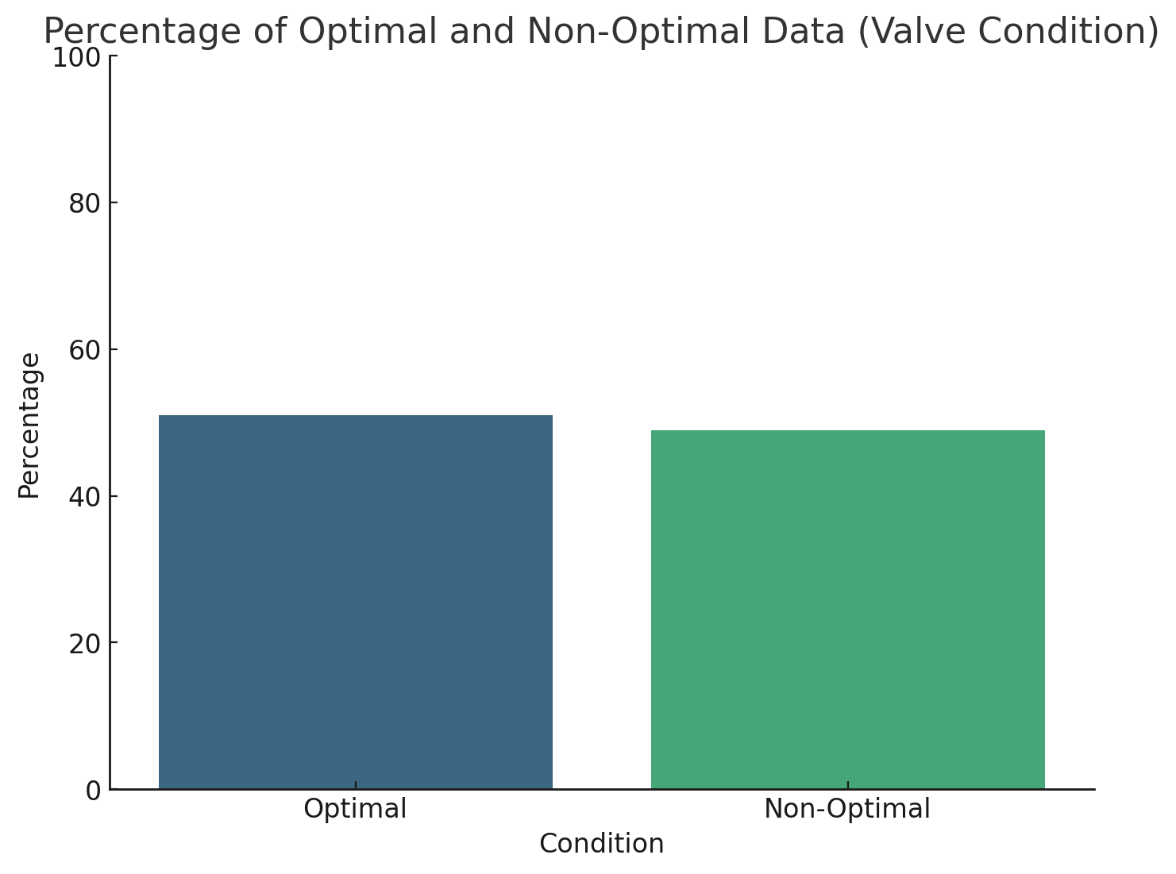 Percentage of Optimal and Non-Optimal Data (Valve Condition)
100
80
60
40
20
0
Percentage
Optimal
Non-Optimal
Condition